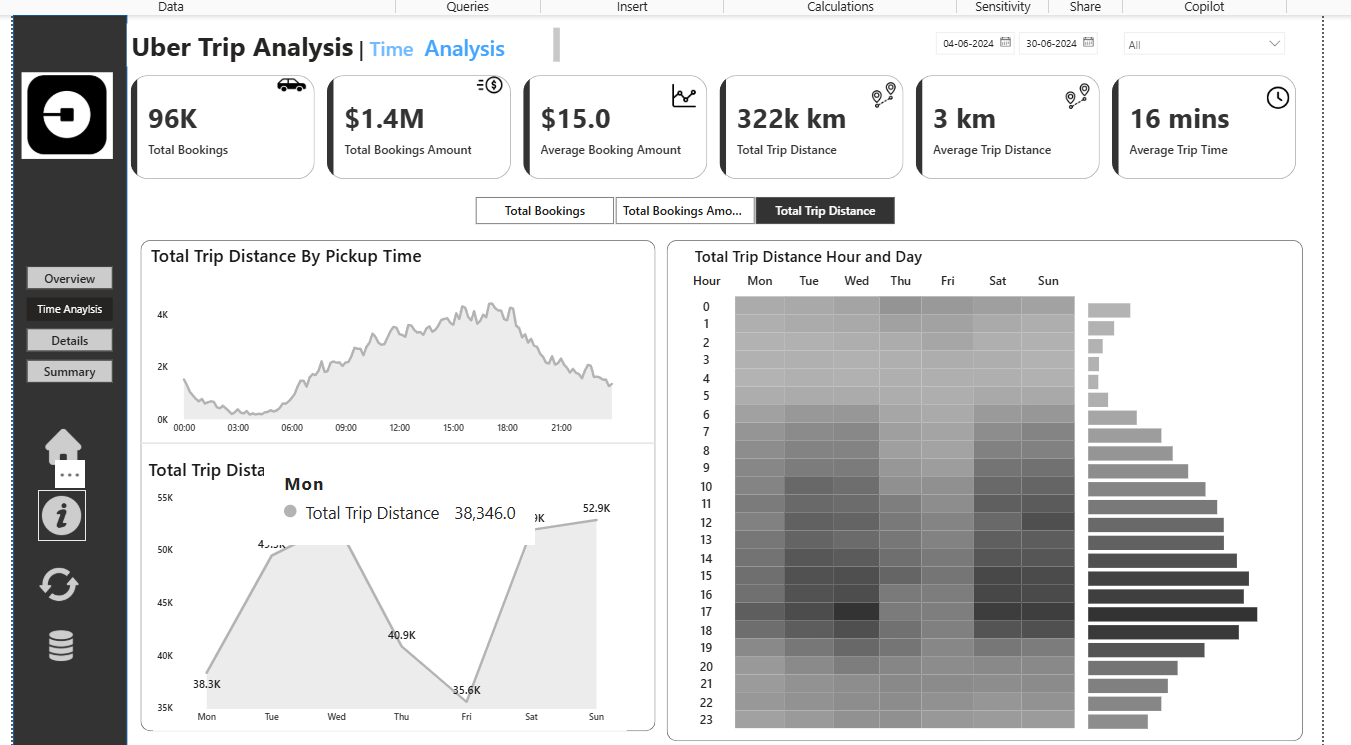 Data Queries Insert Calculations Sensitivity Share Copilot
Uber Trip Analysis | Time Analysis
04-06-2024 30-06-2024 All
96K
Total Bookings
$1.4M
Total Bookings Amount
$15.0
Average Booking Amount
322k km
Total Trip Distance
3 km
Average Trip Distance
16 mins
Average Trip Time
Total Bookings Total Bookings Amo... Total Trip Distance
Overview
Time Anaylsis
Details
Summary
Total Trip Distance By Pickup Time
4K
2K
0K
00:00 03:00 06:00 09:00 12:00 15:00 18:00 21:00
Total Trip Dista
Mon
Total Trip Distance 38,346.0
55K
50K
45K
40K
35K
38.3K
40.9K
35.6K
9K
52.9K
Mon Tue Wed Thu Fri Sat Sun
Total Trip Distance Hour and Day
Hour Mon Tue Wed Thu Fri Sat Sun
0
1
2
3
4
5
6
7
8
9
10
11
12
13
14
15
16
17
18
19
20
21
22
23